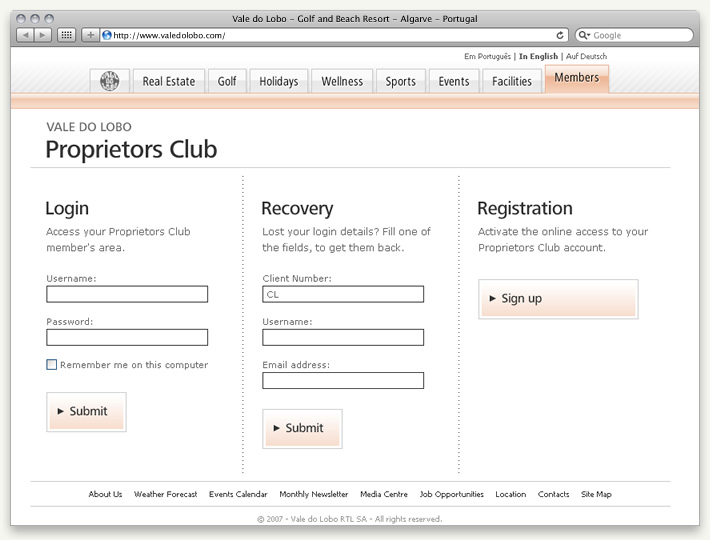 Vale do Lobo - Golf and Beach Resort - Algarve - Portugal
http://www.valedolobo.com/
Google
Em Português | In English | Auf Deutsch
Real Estate Golf Holidays Wellness Sports Events Facilities Members
VALE DO LOBO
Proprietors Club
Login
Access your Proprietors Club
member's area.
Username:
Password:
Remember me on this computer
Submit
Recovery
Lost your login details? Fill one of
the fields, to get them back.
Client Number:
CL
Username:
Email address:
Submit
Registration
Activate the online access to your
Proprietors Club account.
Sign up
About Us Weather Forecast Events Calendar Monthly Newsletter Media Centre Job Opportunities Location Contacts Site Map
© 2007 - Vale do Lobo RTL SA - All rights reserved.